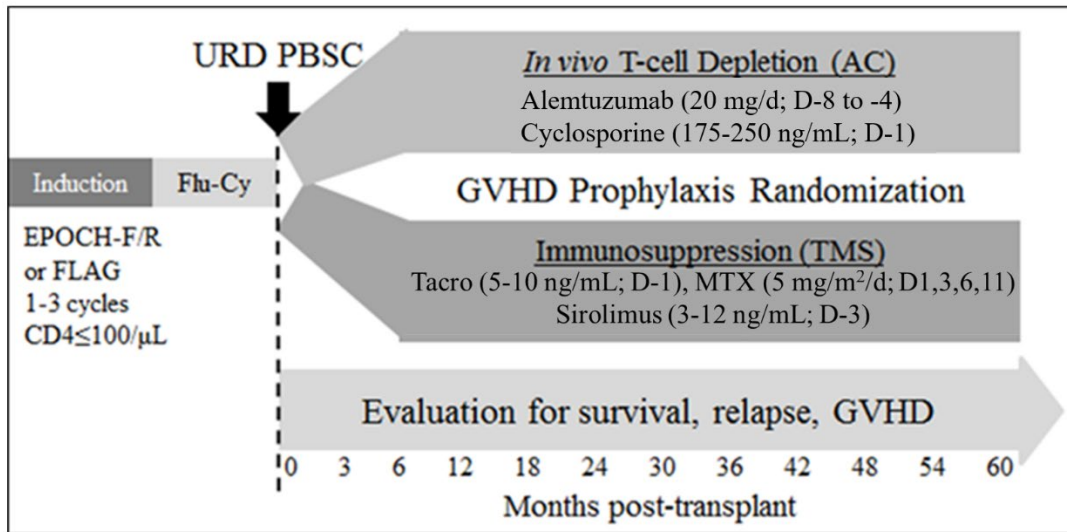 URD PBSC
In vivo T-cell Depletion (AC)
Alemtuzumab (20 mg/d; D-8 to -4)
Cyclosporine (175-250 ng/mL; D-1)
Induction
Flu-Cy
GVHD Prophylaxis Randomization
EPOCH-F/R
or FLAG
1-3 cycles
CD4≤100/µL
Immunosuppression (TMS)
Tacro (5-10 ng/mL; D-1), MTX (5 mg/m²/d; D1,3,6,11)
Sirolimus (3-12 ng/mL; D-3)
Evaluation for survival, relapse, GVHD
0 3 6 12 18 24 30 36 42 48 54 60
Months post-transplant